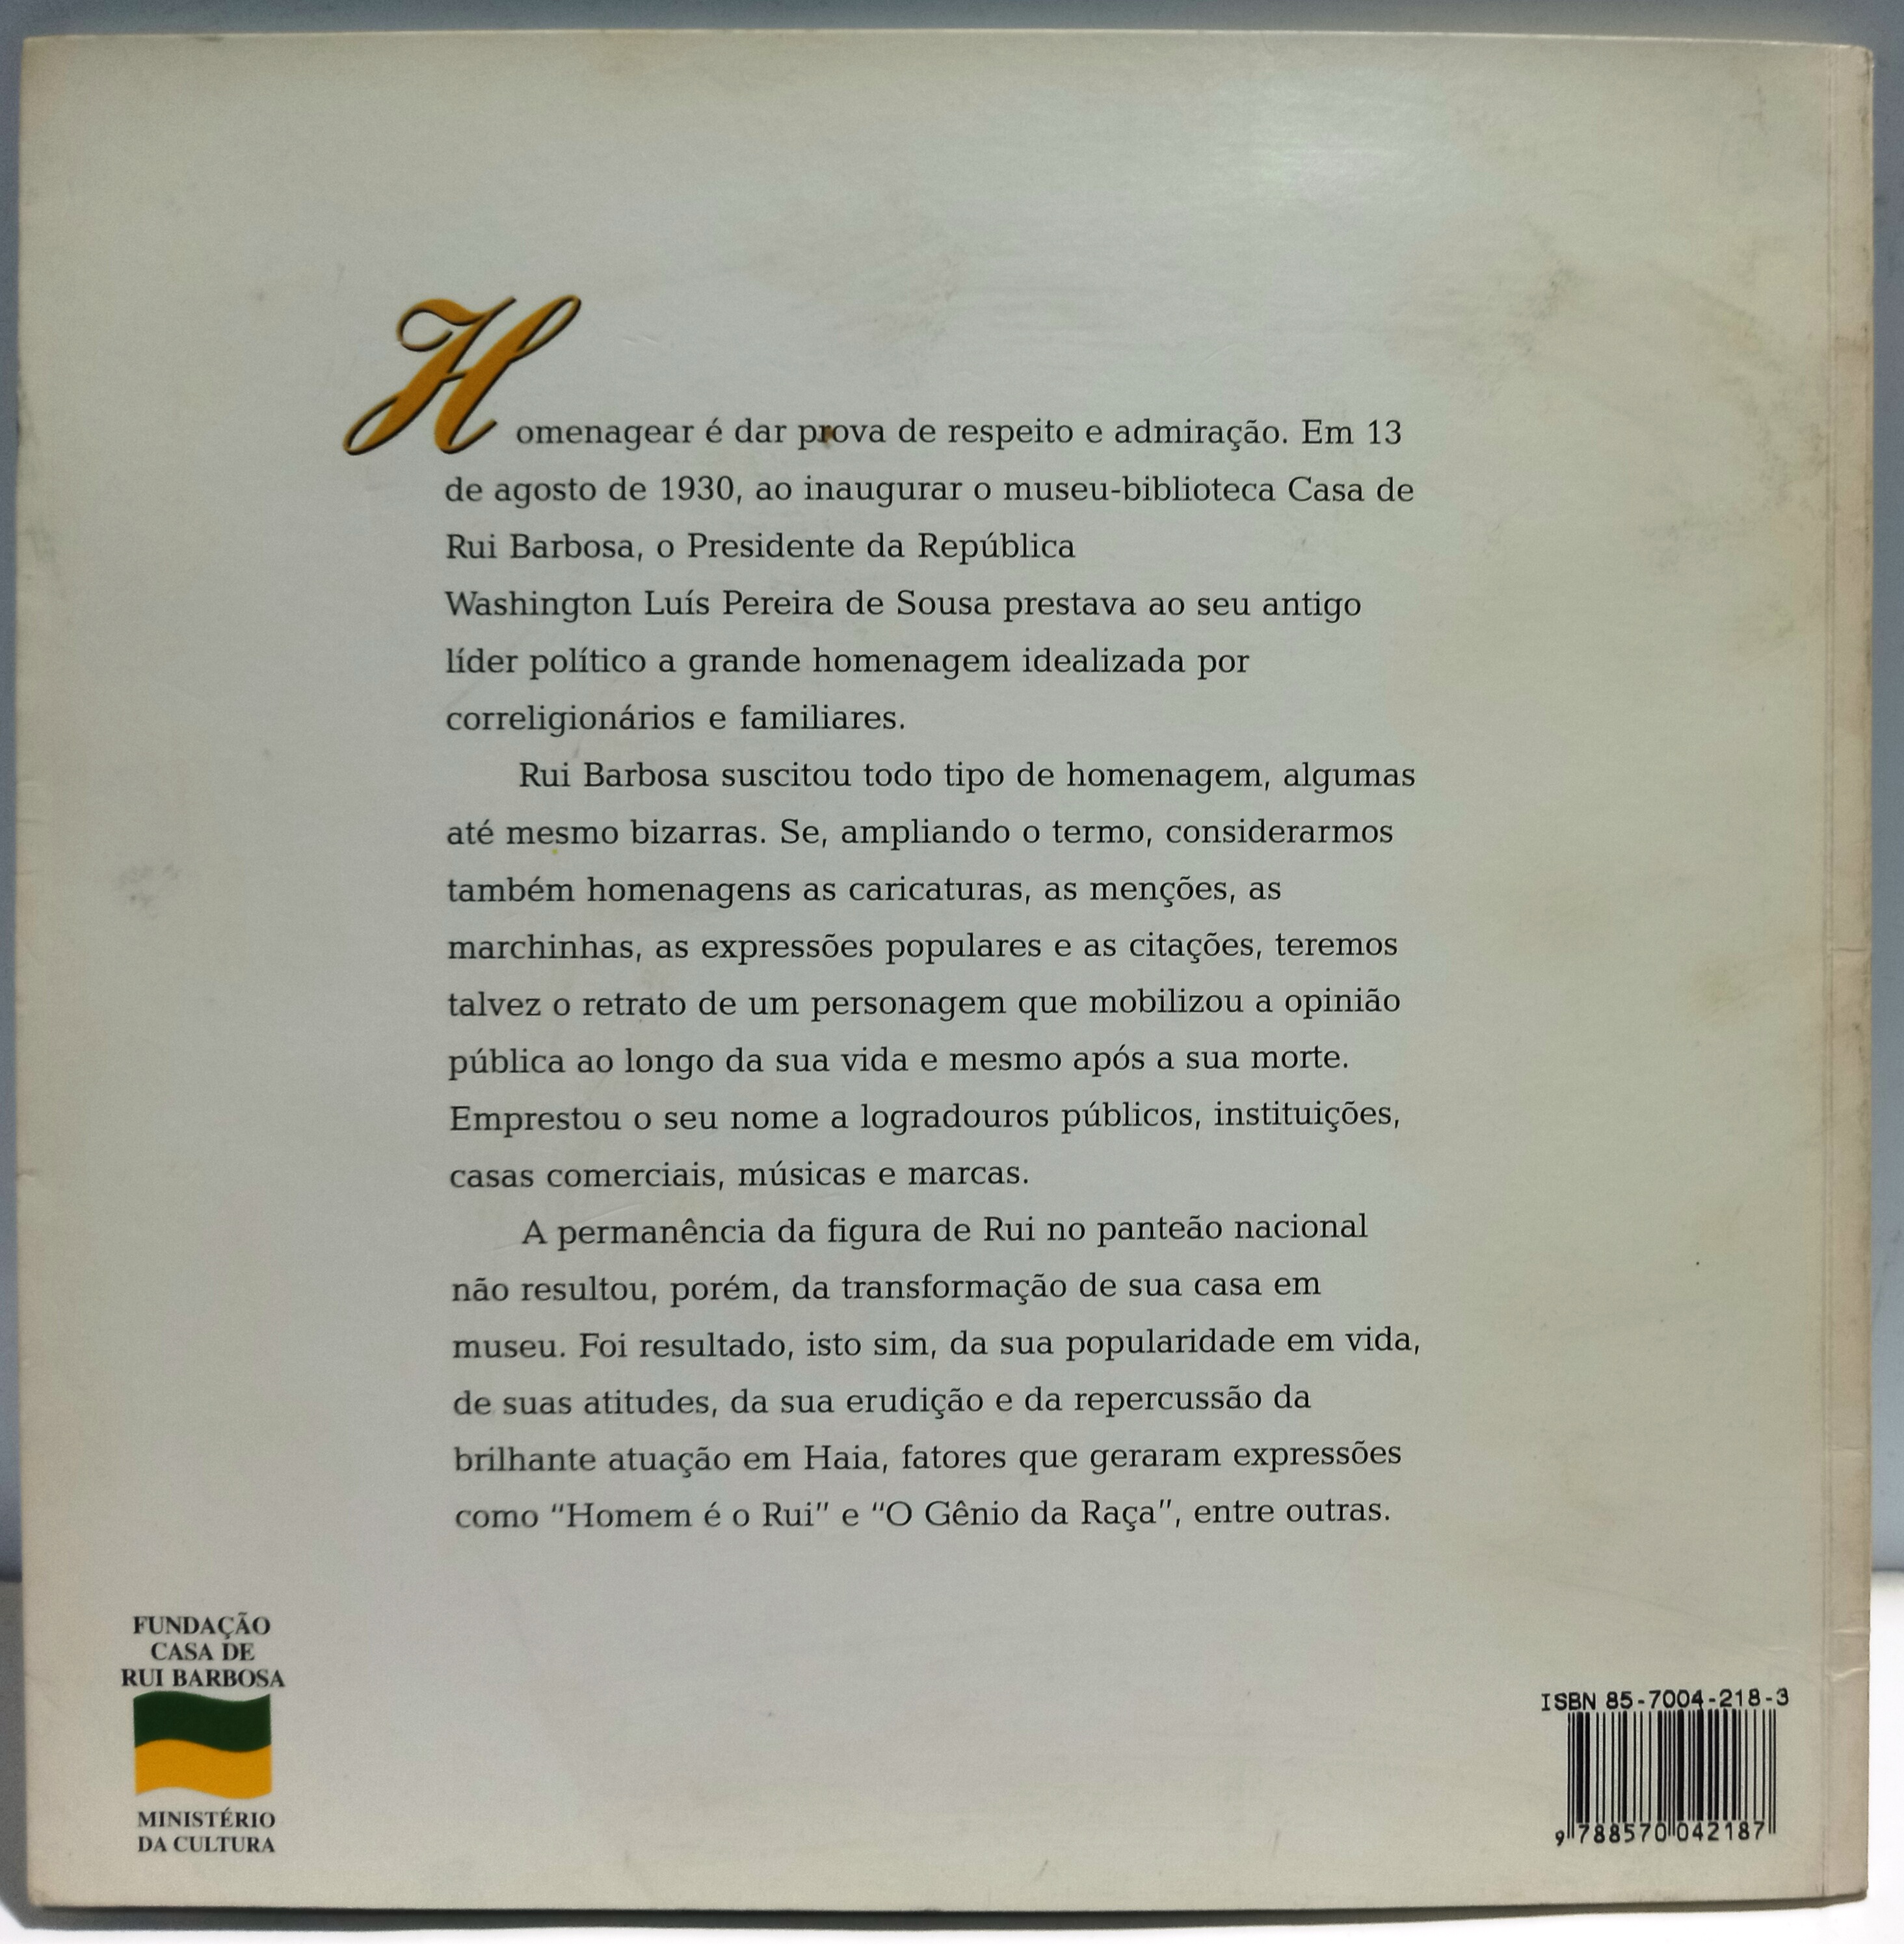 Homenagear é dar prova de respeito e admiração. Em 13
de agosto de 1930, ao inaugurar o museu-biblioteca Casa de
Rui Barbosa, o Presidente da República
Washington Luís Pereira de Sousa prestava ao seu antigo
líder político a grande homenagem idealizada por
correligionários e familiares.
Rui Barbosa suscitou todo tipo de homenagem, algumas
até mesmo bizarras. Se, ampliando o termo, considerarmos
também homenagens as caricaturas, as menções, as
marchinhas, as expressões populares e as citações, teremos
talvez o retrato de um personagem que mobilizou a opinião
pública ao longo da sua vida e mesmo após a sua morte.
Emprestou o seu nome a logradouros públicos, instituições,
casas comerciais, músicas e marcas.
A permanência da figura de Rui no panteão nacional
não resultou, porém, da transformação de sua casa em
museu. Foi resultado, isto sim, da sua popularidade em vida,
de suas atitudes, da sua erudição e da repercussão da
brilhante atuação em Haia, fatores que geraram expressões
como “Homem é o Rui” e “O Gênio da Raça”, entre outras.
FUNDAÇÃO
CASA DE
RUI BARBOSA
MINISTÉRIO
DA CULTURA
ISBN 85-7004-218-3
9 788570 042187